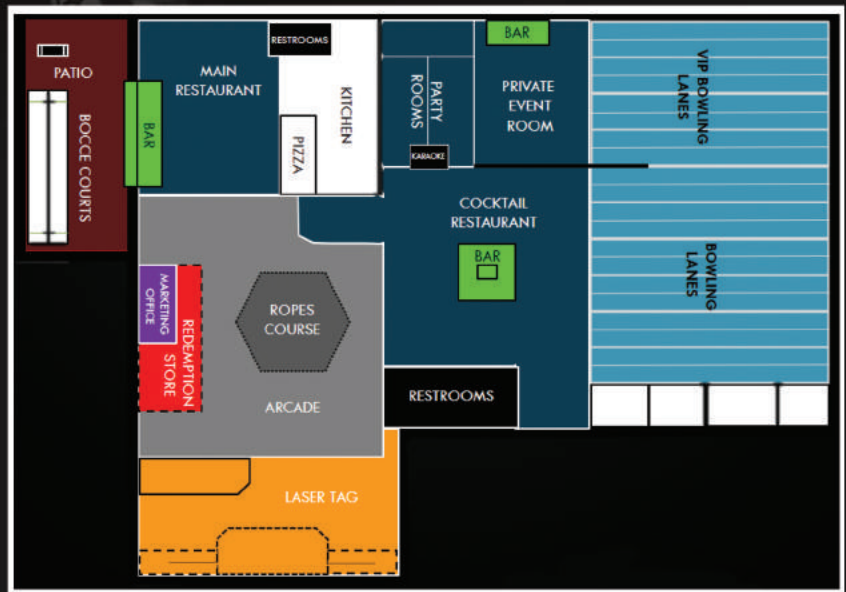 PATIO
BOCCE COURTS
BAR
MAIN
RESTAURANT
RESTROOMS
KITCHEN
PIZZA
PARTY
ROOMS
KARAOKE
BAR
PRIVATE
EVENT
ROOM
VIP BOWLING
LANES
COCKTAIL
RESTAURANT
BAR
BOWLING
LANES
MARKETING
OFFICE
REDEMPTION
STORE
ROPES
COURSE
ARCADE
RESTROOMS
LASER TAG